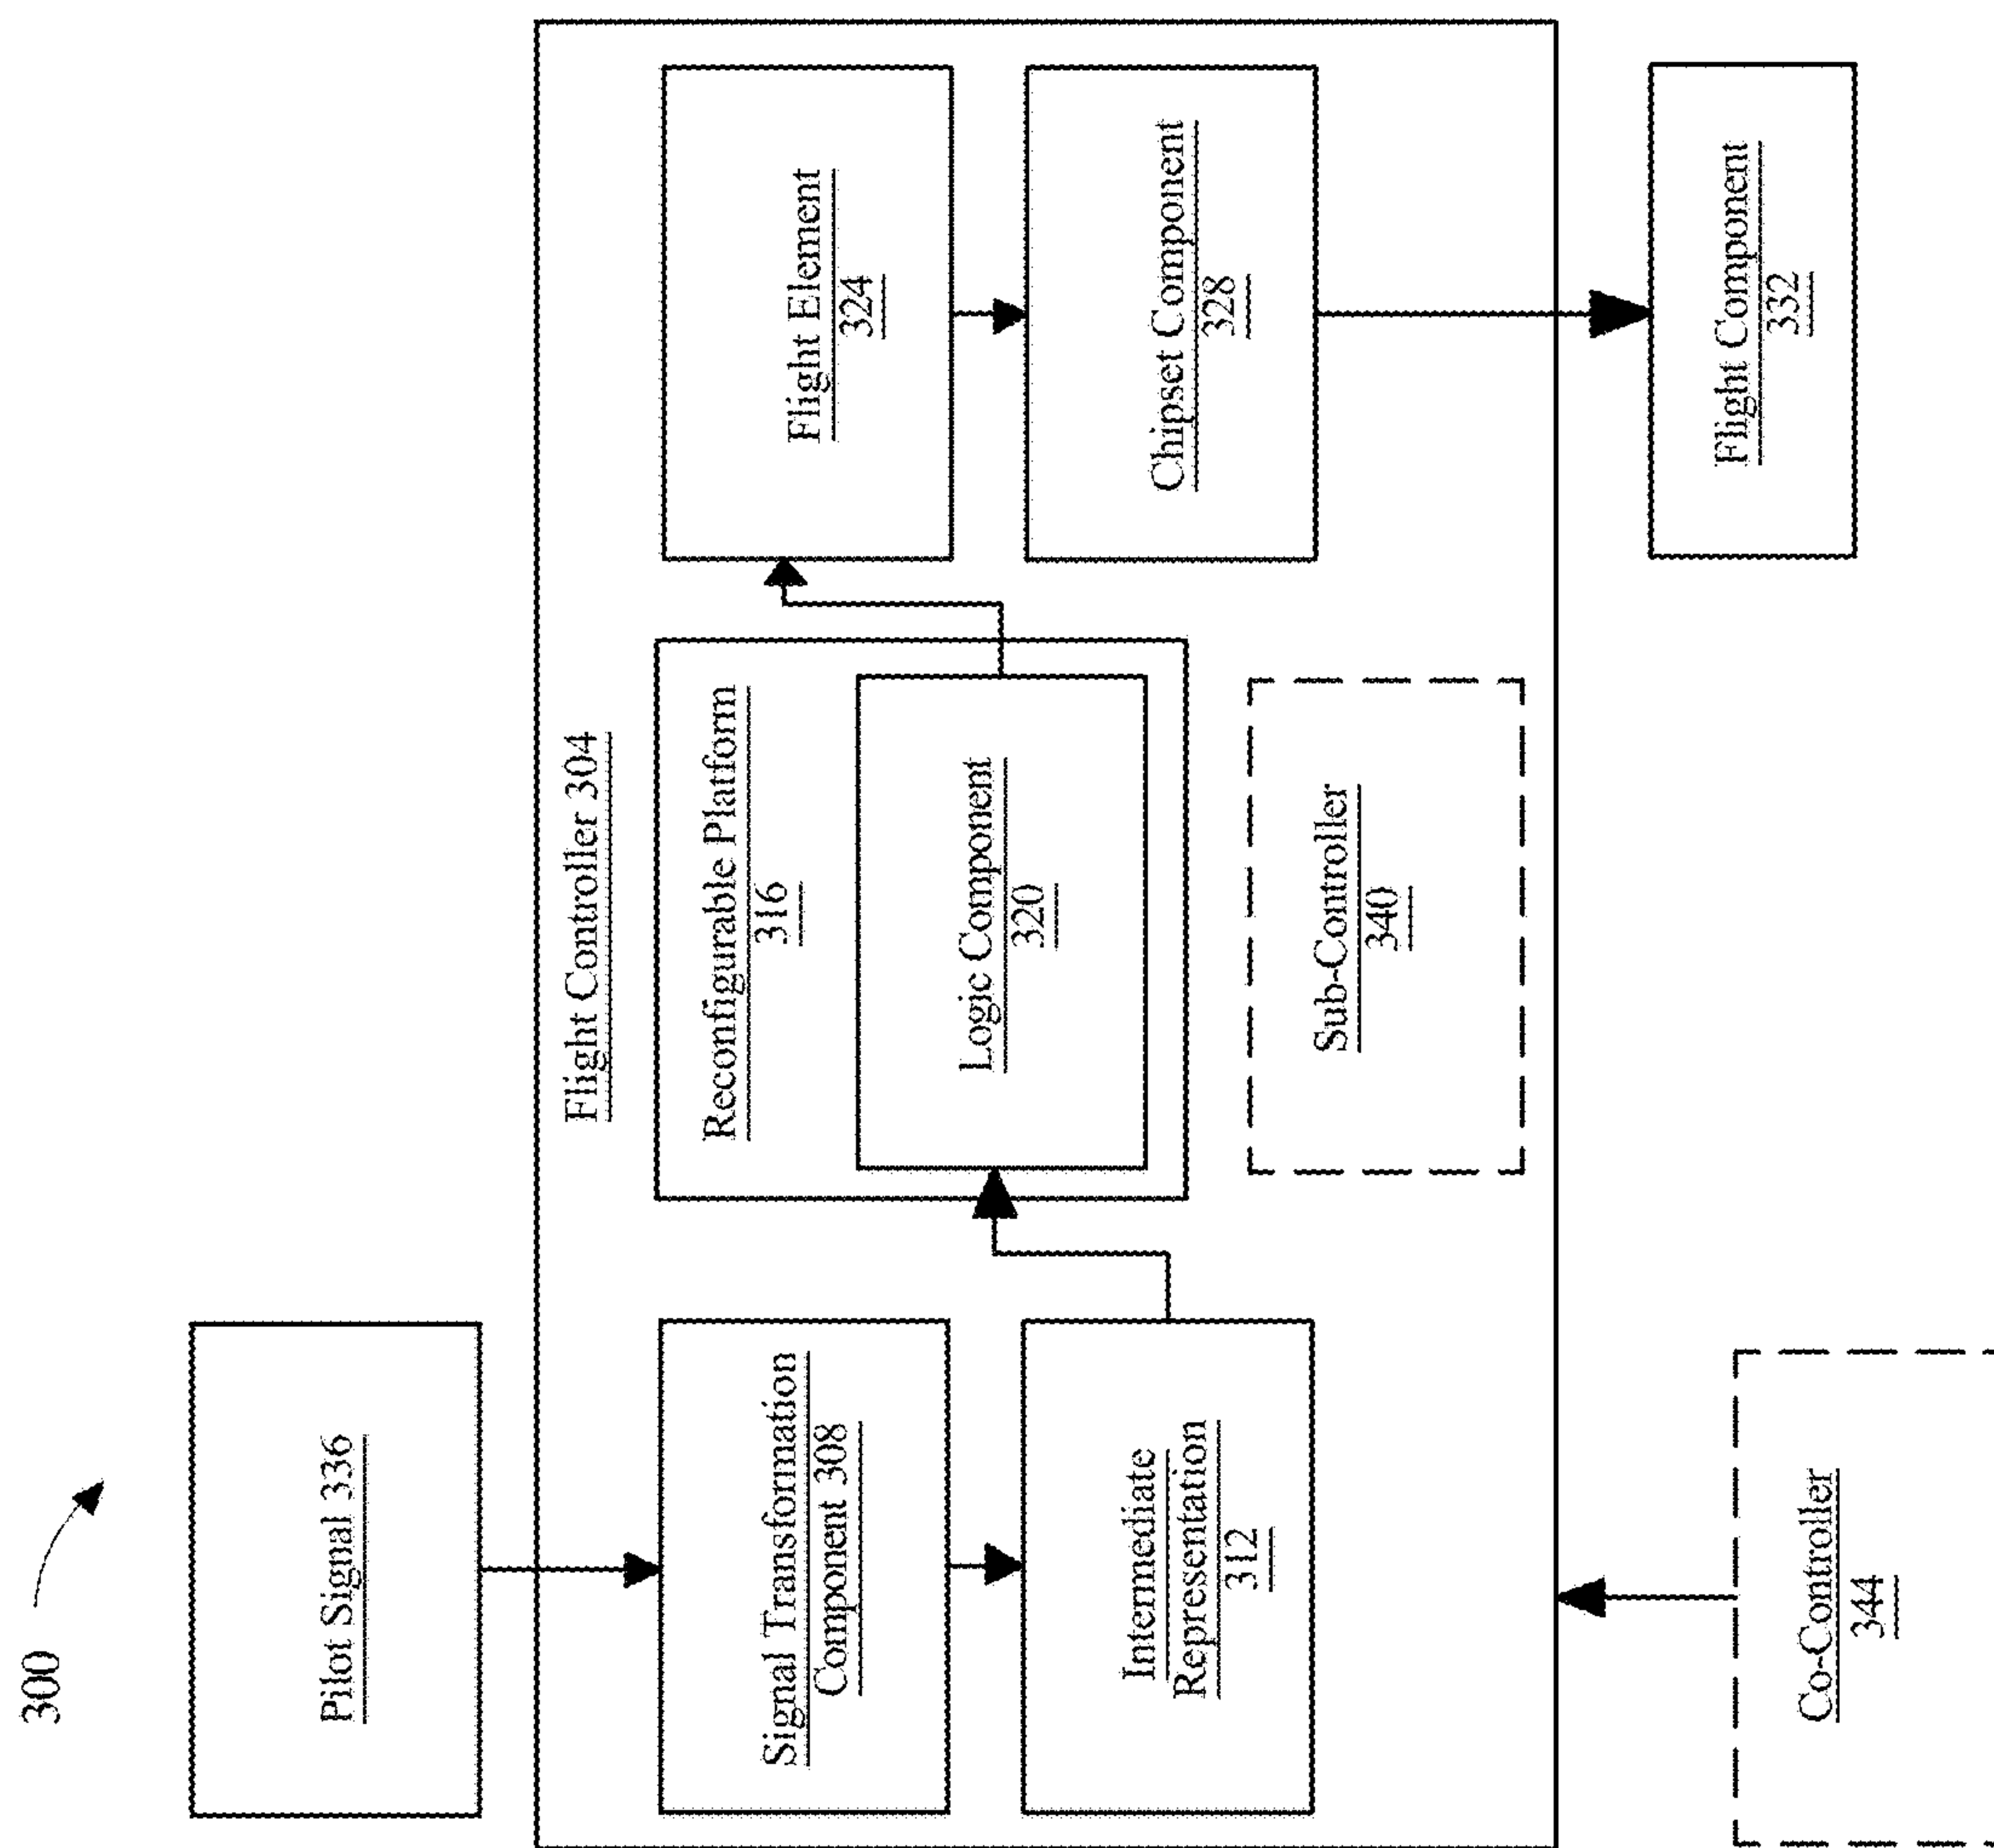 300
Pilot Signal 336
Flight Controller 304
Signal Transformation
Component 308
Intermediate
Representation
312
Reconfigurable Platform
316
Logic Component
320
Sub-Controller
340
Flight Element
324
Chipset Component
328
Co-Controller
344
Flight Component
332